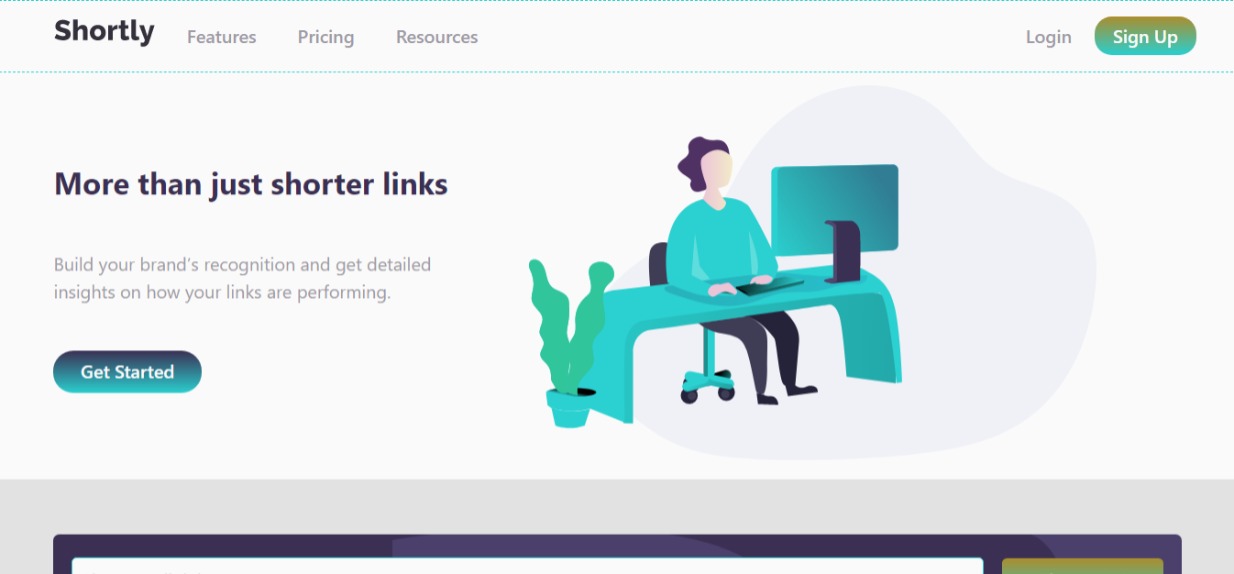 Shortly
Features
Pricing
Resources
Login
Sign Up
More than just shorter links
Build your brand's recognition and get detailed
insights on how your links are performing.
Get Started